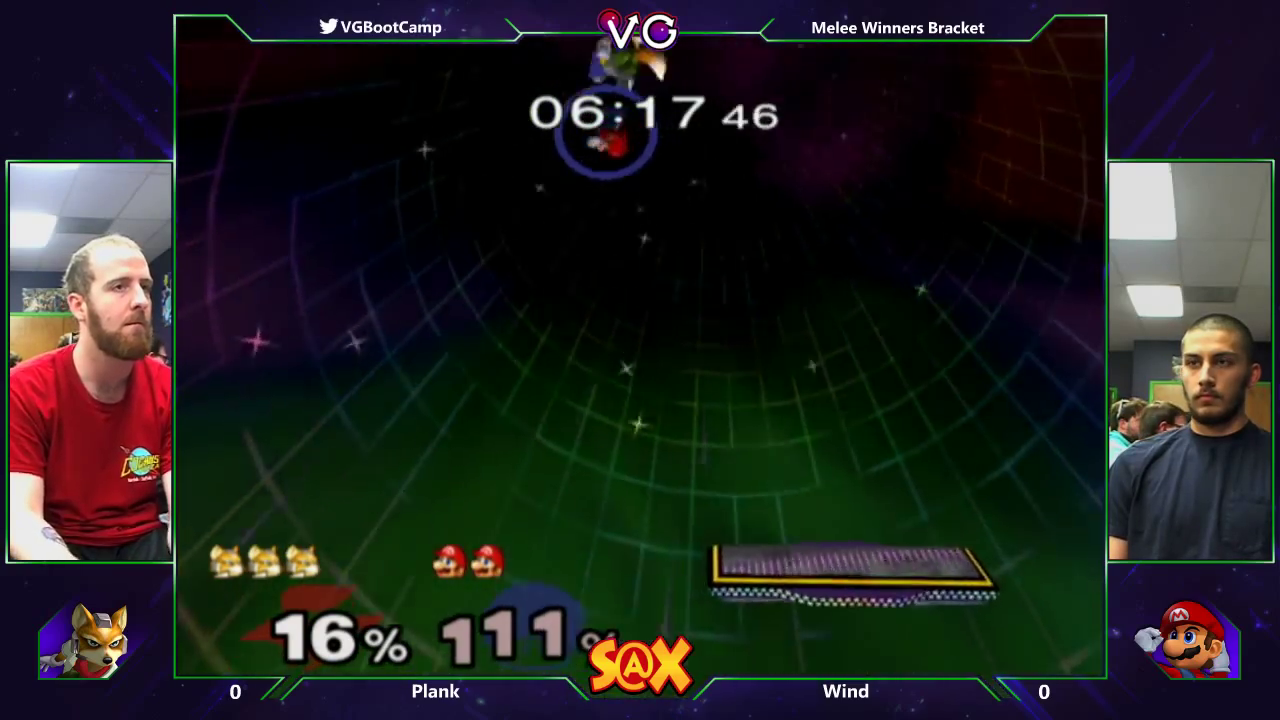 VGBootCamp
VG
Melee Winners Bracket
06:17 46
16%
111%
S@X
0
Plank
Wind
0